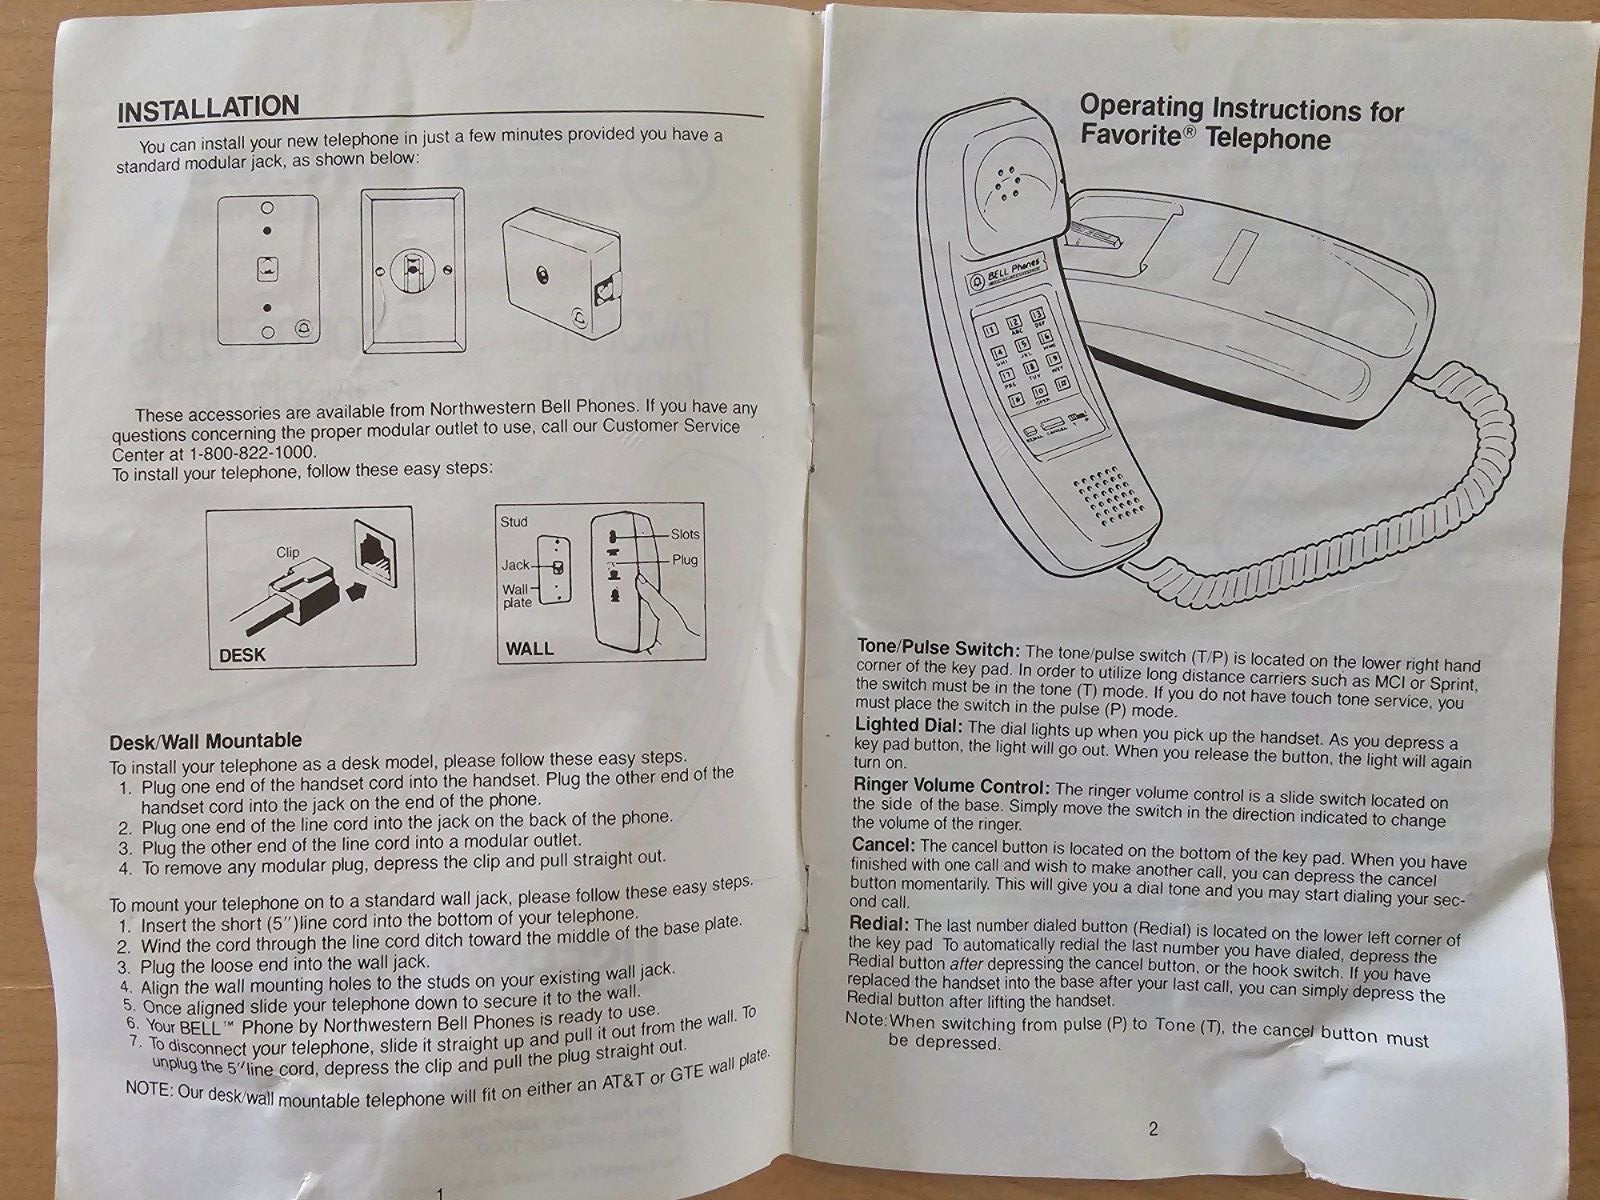 INSTALLATION
You can install your new telephone in just a few minutes provided you have a
standard modular jack, as shown below:
These accessories are available from Northwestern Bell Phones. If you have any
questions concerning the proper modular outlet to use, call our Customer Service
Center at 1-800-822-1000.
To install your telephone, follow these easy steps:
Clip
DESK
Stud
Slots
Jack
Plug
Wall
plate
WALL
Desk/Wall Mountable
To install your telephone as a desk model, please follow these easy steps.
1. Plug one end of the handset cord into the handset. Plug the other end of the
handset cord into the jack on the end of the phone.
2. Plug one end of the line cord into the jack on the back of the phone.
3. Plug the other end of the line cord into a modular outlet.
4. To remove any modular plug, depress the clip and pull straight out.
To mount your telephone on to a standard wall jack, please follow these easy steps.
1. Insert the short (5″)line cord into the bottom of your telephone.
2. Wind the cord through the line cord ditch toward the middle of the base plate.
3. Plug the loose end into the wall jack.
4. Align the wall mounting holes to the studs on your existing wall jack.
5. Once aligned slide your telephone down to secure it to the wall.
6. Your BELL™ Phone by Northwestern Bell Phones is ready to use.
7. To disconnect your telephone, slide it straight up and pull it out from the wall. To
unplug the 5″line cord, depress the clip and pull the plug straight out.
NOTE: Our desk/wall mountable telephone will fit on either an AT&T or GTE wall plate.
1
Operating Instructions for
Favorite® Telephone
BELL Phones
1 2 3
ABC DEF
4 5 6
GHI JKL MNO
7 8 9
PRS TUV WXY
0
OPER
REDIAL CANCEL
Tone/Pulse Switch: The tone/pulse switch (T/P) is located on the lower right hand
corner of the key pad. In order to utilize long distance carriers such as MCI or Sprint,
the switch must be in the tone (T) mode. If you do not have touch tone service, you
must place the switch in the pulse (P) mode.
Lighted Dial: The dial lights up when you pick up the handset. As you depress a
key pad button, the light will go out. When you release the button, the light will again
turn on.
Ringer Volume Control: The ringer volume control is a slide switch located on
the side of the base. Simply move the switch in the direction indicated to change
the volume of the ringer.
Cancel: The cancel button is located on the bottom of the key pad. When you have
finished with one call and wish to make another call, you can depress the cancel
button momentarily. This will give you a dial tone and you may start dialing your sec-
ond call.
Redial: The last number dialed button (Redial) is located on the lower left corner of
the key pad To automatically redial the last number you have dialed, depress the
Redial button after depressing the cancel button, or the hook switch. If you have
replaced the handset into the base after your last call, you can simply depress the
Redial button after lifting the handset.
Note:When switching from pulse (P) to Tone (T), the cancel button must
be depressed.
2